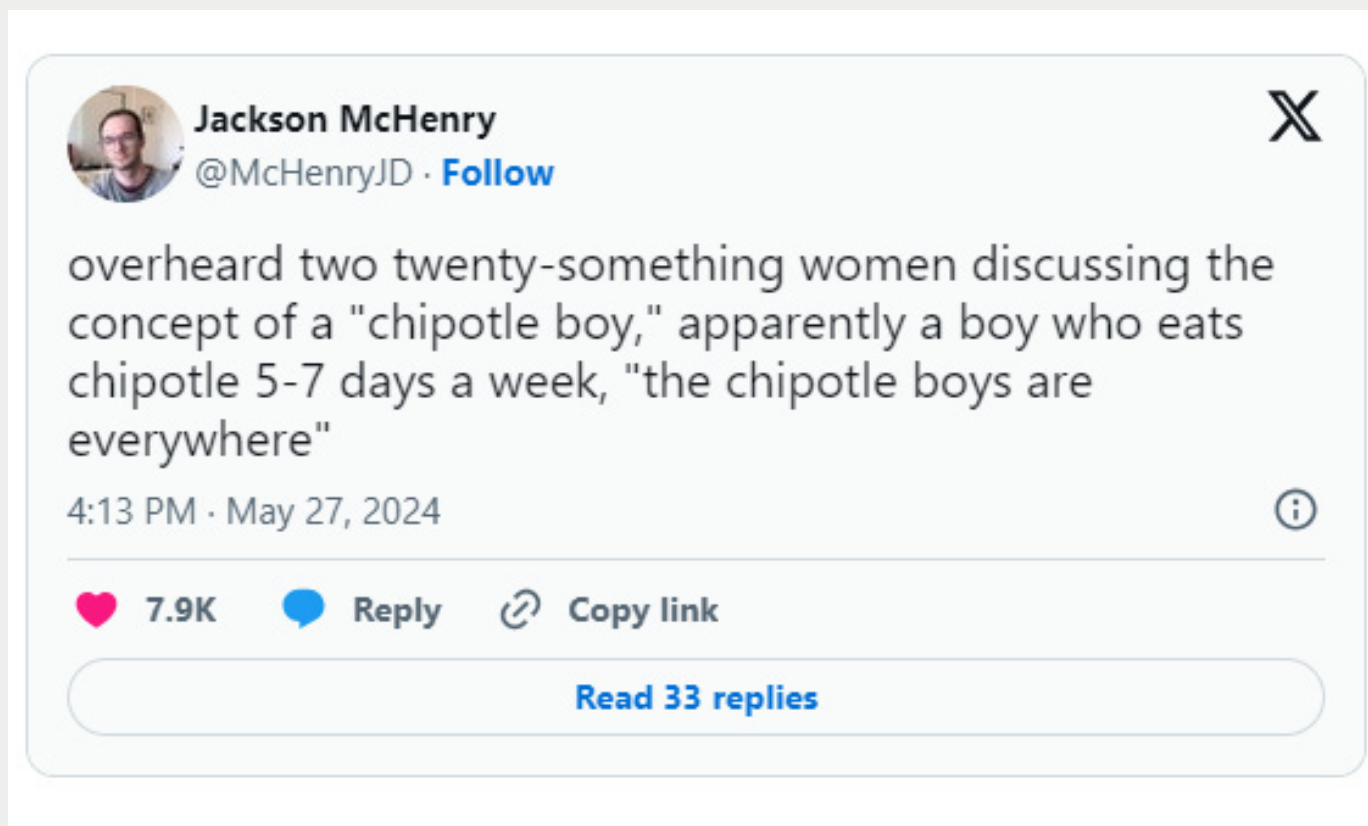 Jackson McHenry
@McHenryJD · Follow
overheard two twenty-something women discussing the
concept of a "chipotle boy," apparently a boy who eats
chipotle 5-7 days a week, "the chipotle boys are
everywhere"
4:13 PM · May 27, 2024
7.9K Reply Copy link
Read 33 replies